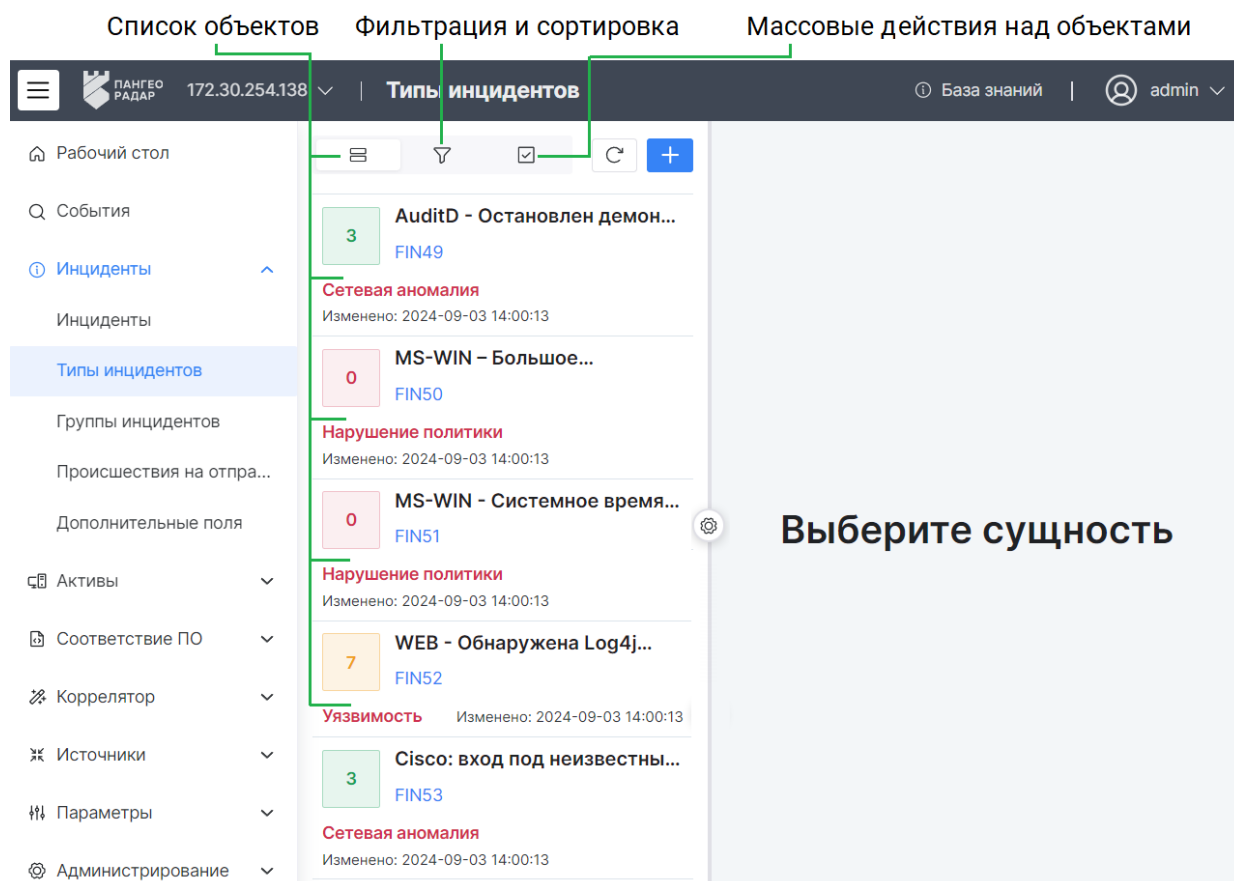 Список объектов Фильтрация и сортировка Массовые действия над объектами
ПАНГЕО
РАДАР
172.30.254.138 | Типы инцидентов База знаний | admin
Рабочий стол
События
Инциденты
Инциденты
Типы инцидентов
Группы инцидентов
Происшествия на отпра...
Дополнительные поля
Активы
Соответствие ПО
Коррелятор
Источники
Параметры
Администрирование
3
AuditD - Остановлен демон...
FIN49
Сетевая аномалия
Изменено: 2024-09-03 14:00:13
0
MS-WIN – Большое...
FIN50
Нарушение политики
Изменено: 2024-09-03 14:00:13
0
MS-WIN - Системное время...
FIN51
Нарушение политики
Изменено: 2024-09-03 14:00:13
7
WEB - Обнаружена Log4j...
FIN52
Уязвимость Изменено: 2024-09-03 14:00:13
3
Cisco: вход под неизвестны...
FIN53
Сетевая аномалия
Изменено: 2024-09-03 14:00:13
Выберите сущность